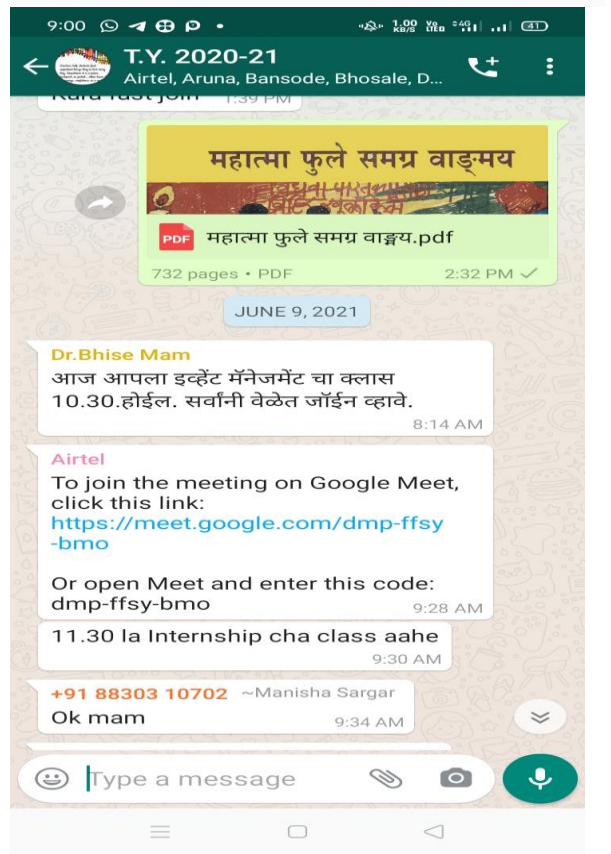 9:00
1.00 KB/S
Vo LTED
4G
41
T.Y. 2020-21
Airtel, Aruna, Bansode, Bhosale, D...
1:39 PM
महात्मा फुले समग्र वाङ्‌मय
PDF महात्मा फुले समग्र वाङ्मय.pdf
732 pages • PDF 2:32 PM
JUNE 9, 2021
Dr.Bhise Mam
आज आपला इव्हेंट मॅनेजमेंट चा क्लास
10.30.होईल. सर्वांनी वेळेत जॉईन व्हावे.
8:14 AM
Airtel
To join the meeting on Google Meet,
click this link:
https://meet.google.com/dmp-ffsy
-bmo
Or open Meet and enter this code:
dmp-ffsy-bmo 9:28 AM
11.30 la Internship cha class aahe
9:30 AM
+91 88303 10702 ~Manisha Sargar
Ok mam 9:34 AM
Type a message